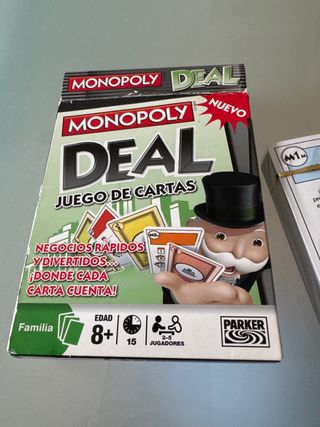 MONOPOLY DEAL
MONOPOLY
NUEVO
DEAL
JUEGO DE CARTAS
NEGOCIOS RÁPIDOS
Y DIVERTIDOS...
¡DONDE CADA
CARTA CUENTA!
Familia
EDAD
8+
15
2-5
JUGADORES
PARKER
1